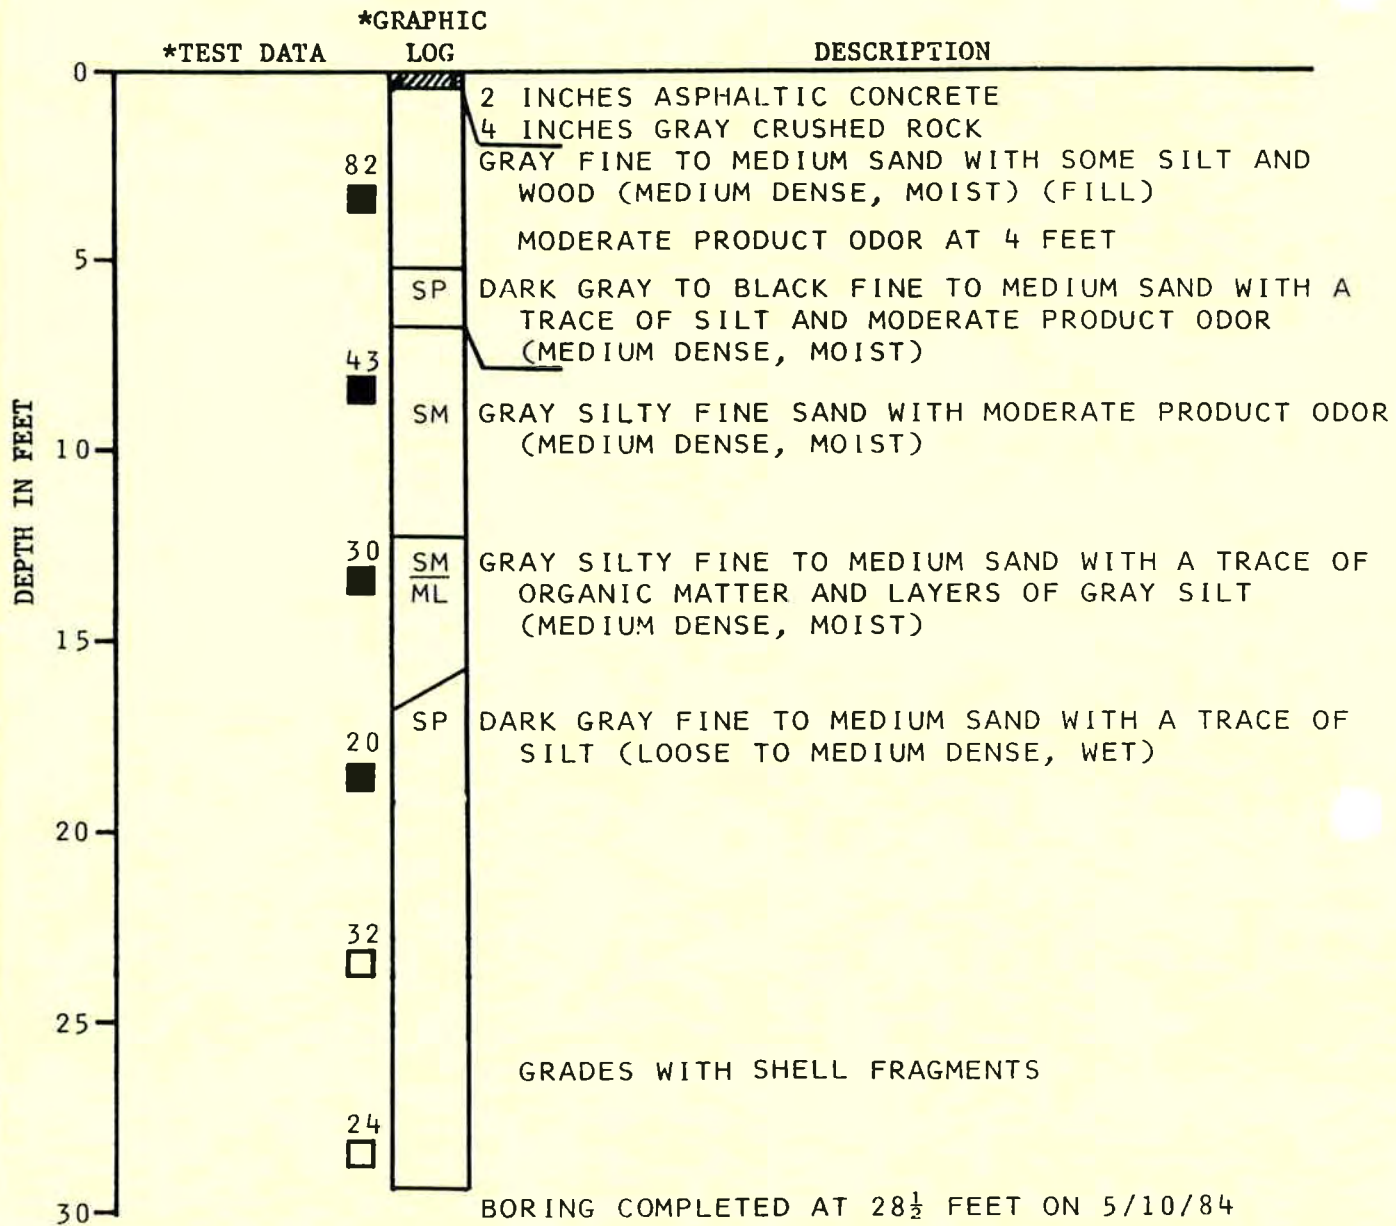 *GRAPHIC
*TEST DATA LOG DESCRIPTION
0
2 INCHES ASPHALTIC CONCRETE
4 INCHES GRAY CRUSHED ROCK
82 GRAY FINE TO MEDIUM SAND WITH SOME SILT AND
WOOD (MEDIUM DENSE, MOIST) (FILL)
MODERATE PRODUCT ODOR AT 4 FEET
5
SP DARK GRAY TO BLACK FINE TO MEDIUM SAND WITH A
TRACE OF SILT AND MODERATE PRODUCT ODOR
(MEDIUM DENSE, MOIST)
43
SM GRAY SILTY FINE SAND WITH MODERATE PRODUCT ODOR
10 (MEDIUM DENSE, MOIST)
DEPTH IN FEET
30 SM GRAY SILTY FINE TO MEDIUM SAND WITH A TRACE OF
ML ORGANIC MATTER AND LAYERS OF GRAY SILT
(MEDIUM DENSE, MOIST)
15
SP DARK GRAY FINE TO MEDIUM SAND WITH A TRACE OF
20 SILT (LOOSE TO MEDIUM DENSE, WET)
20
32
25
GRADES WITH SHELL FRAGMENTS
24
30 BORING COMPLETED AT 28½ FEET ON 5/10/84